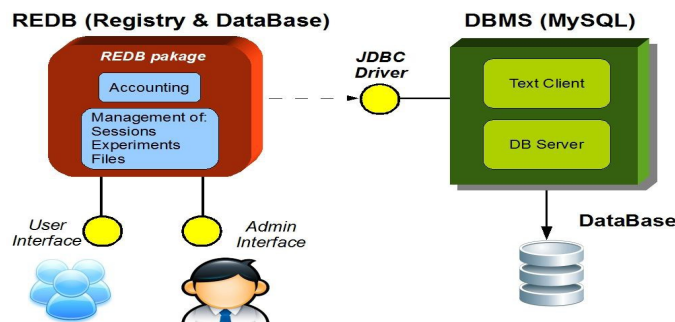 REDB (Registry & DataBase)
DBMS (MySQL)
REDB pakage
Accounting
Management of:
Sessions
Experiments
Files
JDBC
Driver
Text Client
DB Server
User
Interface
Admin
Interface
DataBase